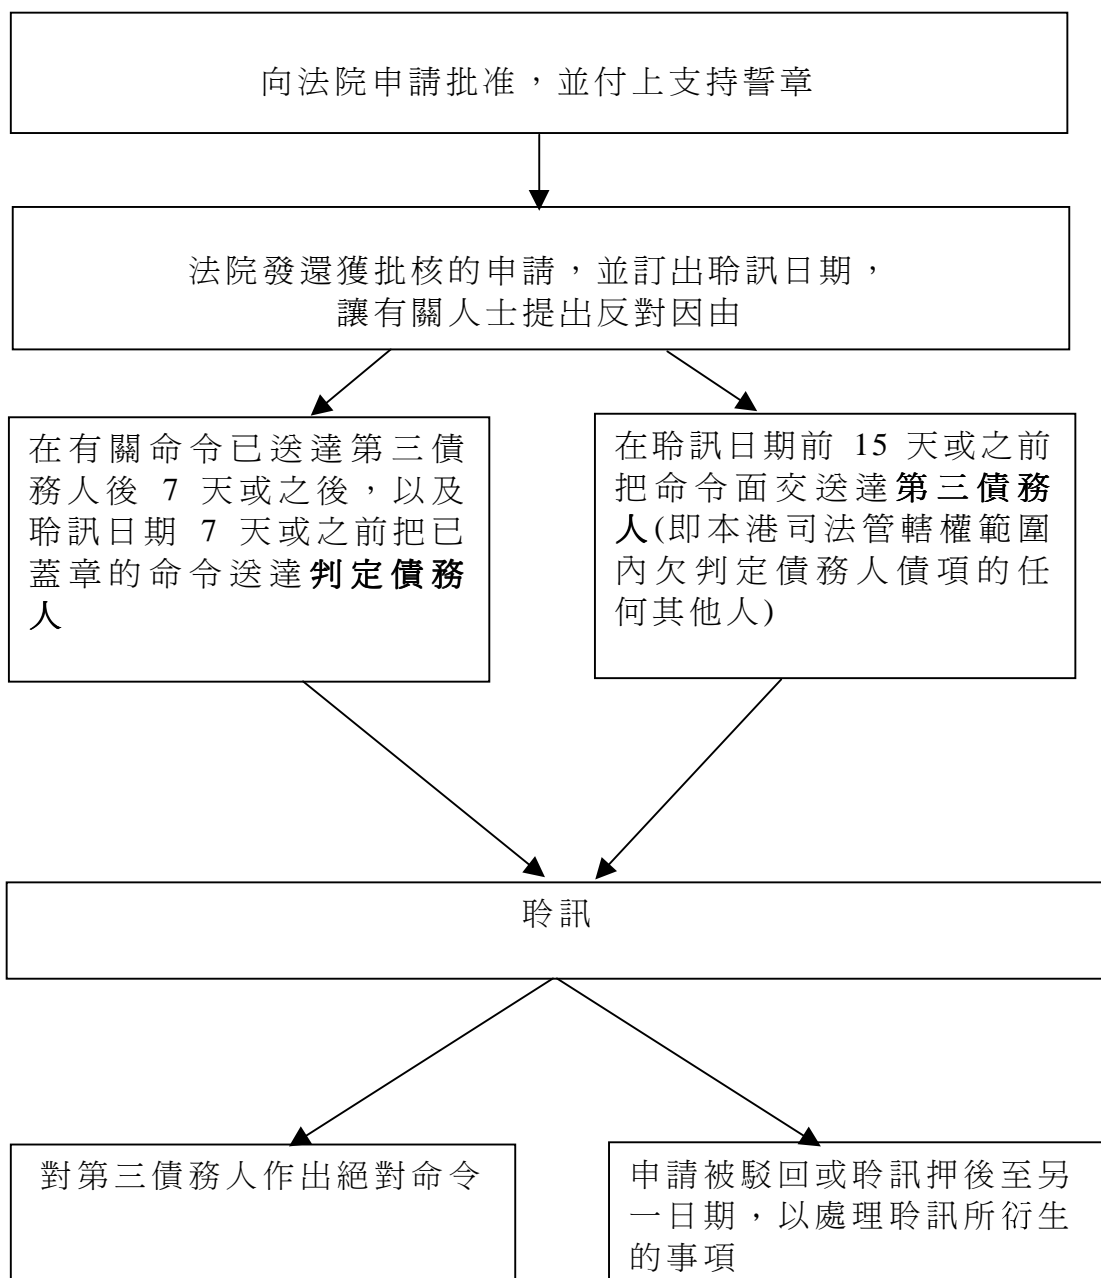 向法院申請批准，並付上支持誓章
法院發還獲批核的申請，並訂出聆訊日期，
讓有關人士提出反對因由
在有關命令已送達第三債
務人後 7 天或之後，以及
聆訊日期 7 天或之前把已
蓋章的命令送達判定債務
人
在聆訊日期前 15 天或之前
把命令面交送達第三債務
人(即本港司法管轄權範圍
內欠判定債務人債項的任
何其他人)
聆訊
對第三債務人作出絕對命令
申請被駁回或聆訊押後至另
一日期，以處理聆訊所衍生
的事項